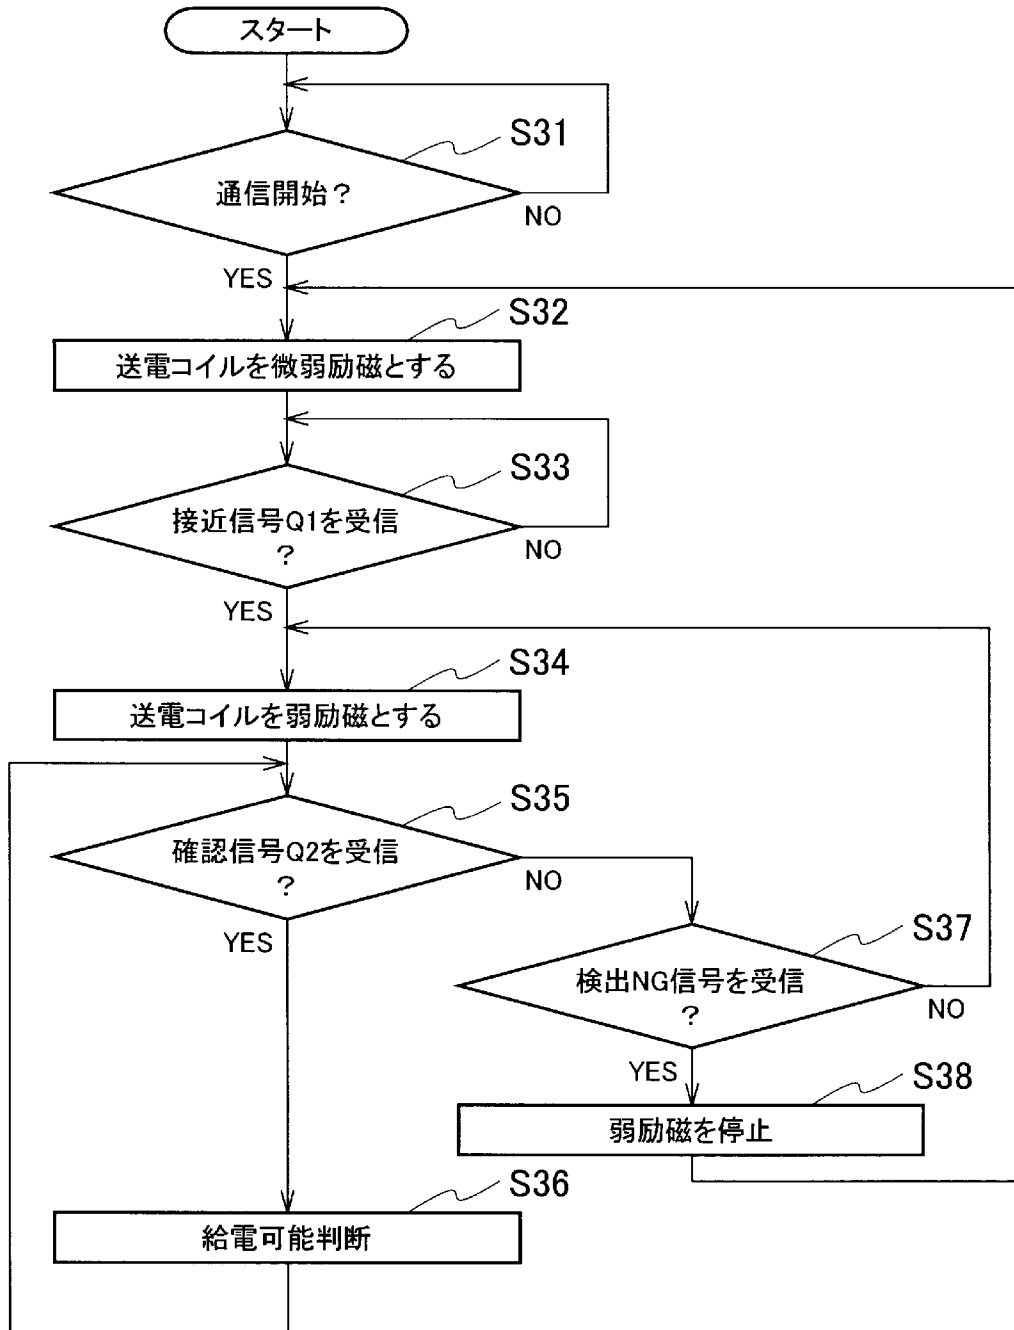 スタート
S31
通信開始？
NO
YES
S32
送電コイルを微弱励磁とする
S33
接近信号Q1を受信
？
NO
YES
S34
送電コイルを弱励磁とする
S35
確認信号Q2を受信
？
NO
YES
S37
検出NG信号を受信
？
NO
YES
S38
弱励磁を停止
S36
給電可能判断